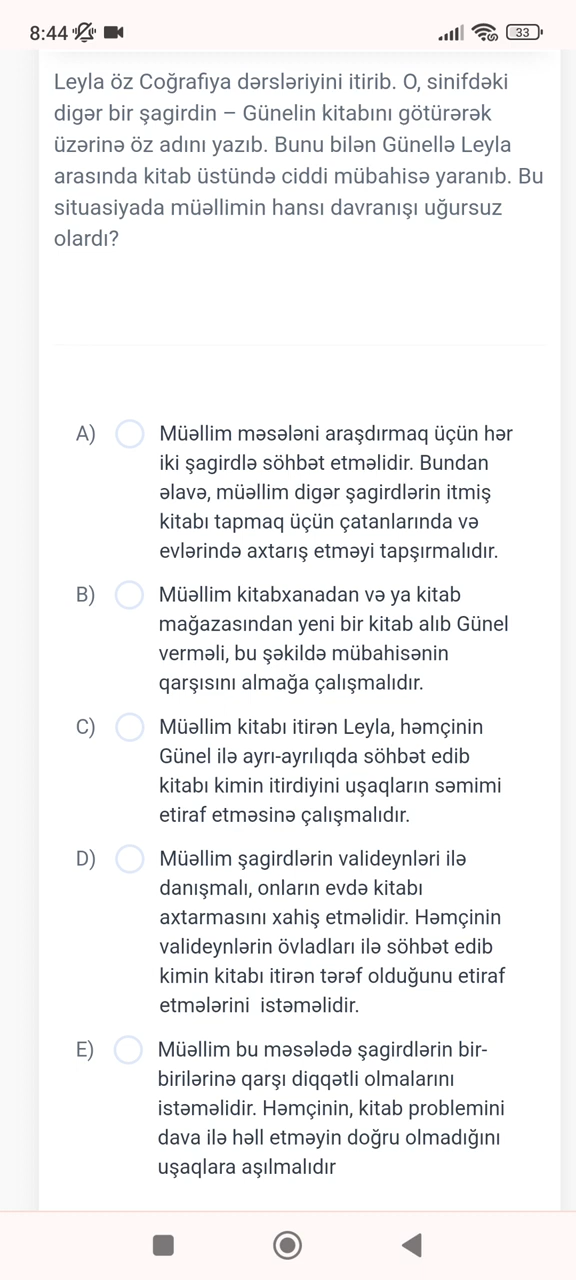 8:44
33
Leyla öz Coğrafiya dərsləriyini itirib. O, sinifdəki
digər bir şagirdin – Günelin kitabını götürərək
üzərinə öz adını yazıb. Bunu bilən Günellə Leyla
arasında kitab üstündə ciddi mübahisə yaranıb. Bu
situasiyada müəllimin hansı davranışı uğursuz
olardı?
A) Müəllim məsələni araşdırmaq üçün hər
iki şagirdlə söhbət etməlidir. Bundan
əlavə, müəllim digər şagirdlərin itmiş
kitabı tapmaq üçün çatanlarında və
evlərində axtarış etməyi tapşırmalıdır.
B) Müəllim kitabxanadan və ya kitab
mağazasından yeni bir kitab alıb Günel
verməli, bu şəkildə mübahisənin
qarşısını almağa çalışmalıdır.
C) Müəllim kitabı itirən Leyla, həmçinin
Günel ilə ayrı-ayrılıqda söhbət edib
kitabı kimin itirdiyini uşaqların səmimi
etiraf etməsinə çalışmalıdır.
D) Müəllim şagirdlərin valideynləri ilə
danışmalı, onların evdə kitabı
axtarmasını xahiş etməlidir. Həmçinin
valideynlərin övladları ilə söhbət edib
kimin kitabı itirən tərəf olduğunu etiraf
etmələrini istəməlidir.
E) Müəllim bu məsələdə şagirdlərin bir-
birilərinə qarşı diqqətli olmalarını
istəməlidir. Həmçinin, kitab problemini
dava ilə həll etməyin doğru olmadığını
uşaqlara aşılmalıdır